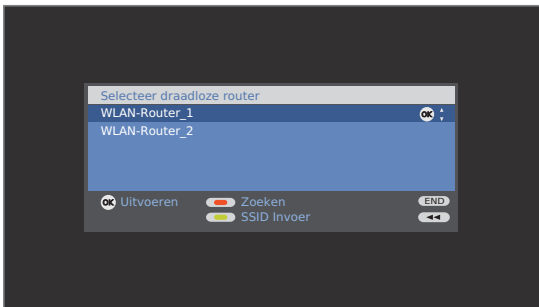 Selecteer draadloze router
WLAN-Router_1 OK
WLAN-Router_2
OK Uitvoeren Zoeken END
SSID Invoer